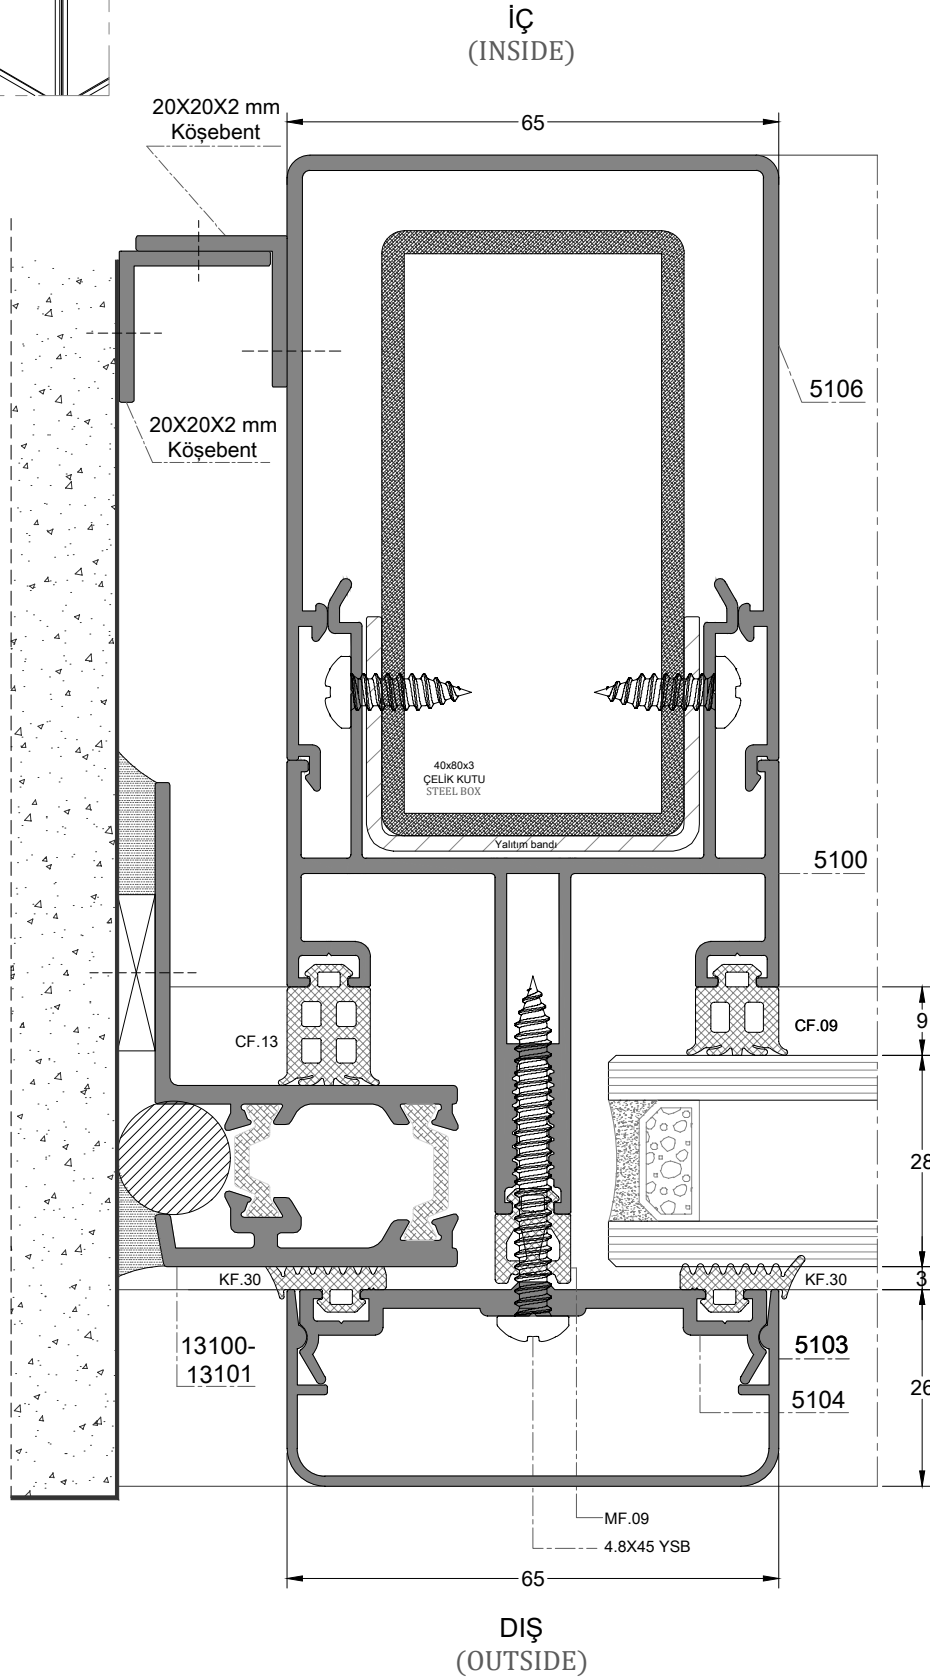 İÇ
(INSIDE)
20X20X2 mm
Köşebent
65
5106
20X20X2 mm
Köşebent
40x80x3
ÇELİK KUTU
STEEL BOX
Yalıtım bandı
5100
CF.13
CF.09
9
28
KF.30
KF.30
3
13100-
13101
5103
5104
26
MF.09
4.8X45 YSB
65
DIŞ
(OUTSIDE)